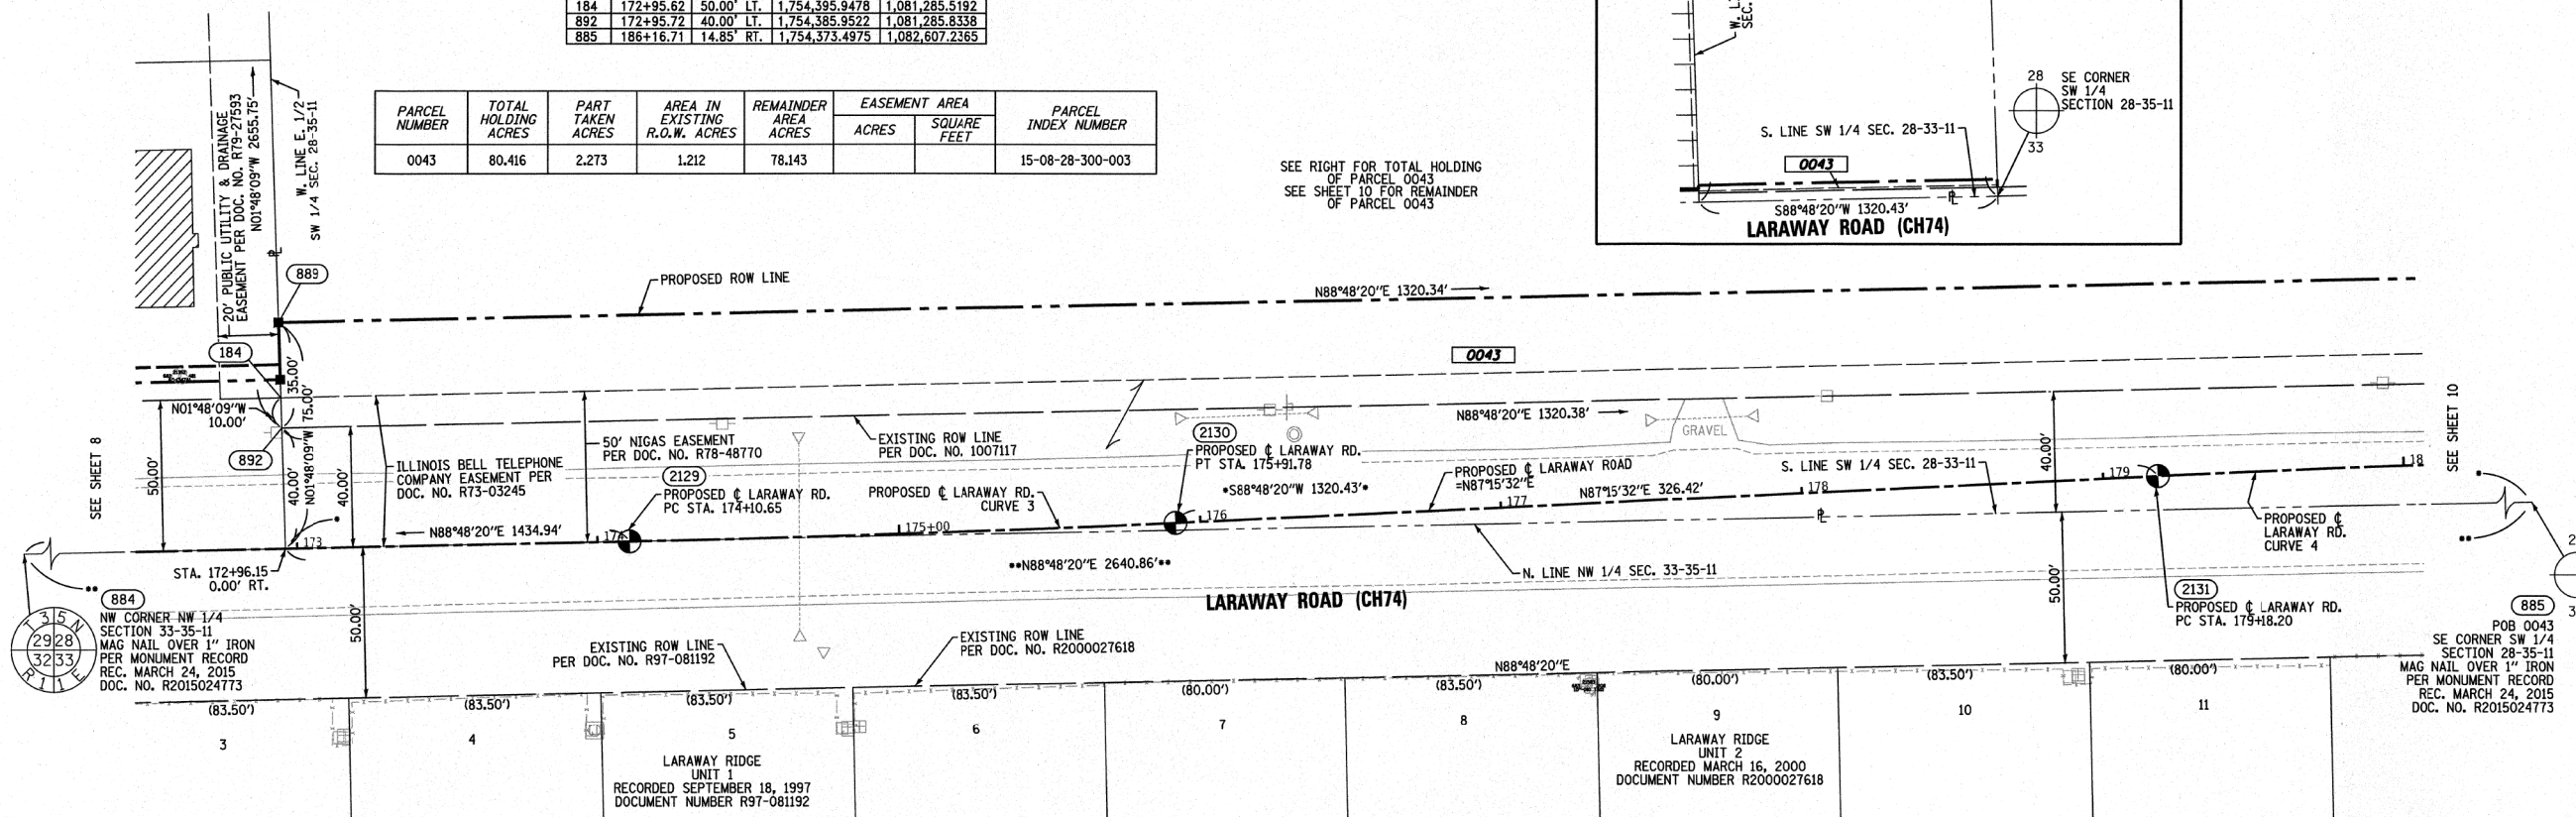 184 172+95.62 50.00' LT. 1,754,395.9478 1,081,285.5192
892 172+95.72 40.00' LT. 1,754,385.9522 1,081,285.8338
885 186+16.71 14.85' RT. 1,754,373.4975 1,082,607.2365
PARCEL NUMBER TOTAL HOLDING ACRES PART TAKEN ACRES AREA IN EXISTING R.O.W. ACRES REMAINDER AREA ACRES EASEMENT AREA ACRES SQUARE FEET PARCEL INDEX NUMBER
0043 80.416 2.273 1.212 78.143 15-08-28-300-003
20' PUBLIC UTILITY & DRAINAGE
EASEMENT PER DOC. NO. R79-27593
N01°48'09"W 2655.75'
W. LINE E. 1/2
SW 1/4 SEC. 28-35-11
SEE RIGHT FOR TOTAL HOLDING
OF PARCEL 0043
SEE SHEET 10 FOR REMAINDER
OF PARCEL 0043
SEC.
28
33
SE CORNER
SW 1/4
SECTION 28-35-11
S. LINE SW 1/4 SEC. 28-33-11
0043
S88°48'20"W 1320.43'
LARAWAY ROAD (CH74)
889
PROPOSED ROW LINE
N88°48'20"E 1320.34'
184
35.00'
75.00'
N01°48'09"W
10.00'
0043
SEE SHEET 8
50.00'
892
40.00'
N01°48'09"W
40.00'
ILLINOIS BELL TELEPHONE
COMPANY EASEMENT PER
DOC. NO. R73-03245
50' NIGAS EASEMENT
PER DOC. NO. R78-48770
2129
PROPOSED ℄ LARAWAY RD.
PC STA. 174+10.65
EXISTING ROW LINE
PER DOC. NO. 1007117
PROPOSED ℄ LARAWAY RD.
CURVE 3
2130
PROPOSED ℄ LARAWAY RD.
PT STA. 175+91.78
*S88°48'20"W 1320.43'*
N88°48'20"E 1320.38'
GRAVEL
PROPOSED ℄ LARAWAY ROAD
=N87°15'32"E
N87°15'32"E 326.42'
S. LINE SW 1/4 SEC. 28-33-11
40.00'
SEE SHEET 10
173
174
175+00
176
177
178
179
18
N88°48'20"E 1434.94'
STA. 172+96.15
0.00' RT.
**N88°48'20"E 2640.86'**
N. LINE NW 1/4 SEC. 33-35-11
PROPOSED ℄
LARAWAY RD.
CURVE 4
LARAWAY ROAD (CH74)
50.00'
50.00'
2131
PROPOSED ℄ LARAWAY RD.
PC STA. 179+18.20
884
NW CORNER NW 1/4
SECTION 33-35-11
MAG NAIL OVER 1" IRON
PER MONUMENT RECORD
REC. MARCH 24, 2015
DOC. NO. R2015024773
T35N
29 28
32 33
R11E
885
POB 0043
SE CORNER SW 1/4
SECTION 28-35-11
MAG NAIL OVER 1" IRON
PER MONUMENT RECORD
REC. MARCH 24, 2015
DOC. NO. R2015024773
EXISTING ROW LINE
PER DOC. NO. R97-081192
EXISTING ROW LINE
PER DOC. NO. R2000027618
N88°48'20"E
(83.50') (83.50') (83.50') (83.50') (80.00') (83.50') (80.00') (83.50') (80.00')
3 4 5 6 7 8 9 10 11
LARAWAY RIDGE
UNIT 1
RECORDED SEPTEMBER 18, 1997
DOCUMENT NUMBER R97-081192
LARAWAY RIDGE
UNIT 2
RECORDED MARCH 16, 2000
DOCUMENT NUMBER R2000027618